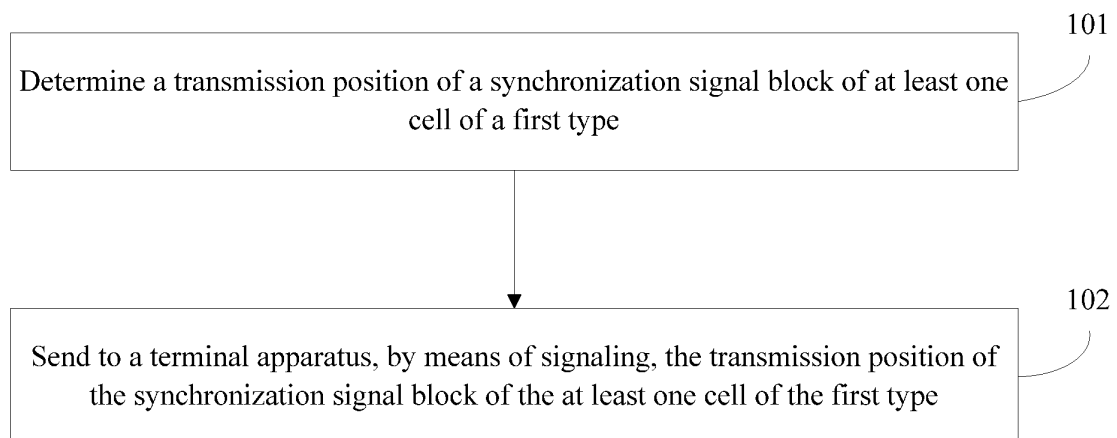 101
Determine a transmission position of a synchronization signal block of at least one
cell of a first type
102
Send to a terminal apparatus, by means of signaling, the transmission position of
the synchronization signal block of the at least one cell of the first type